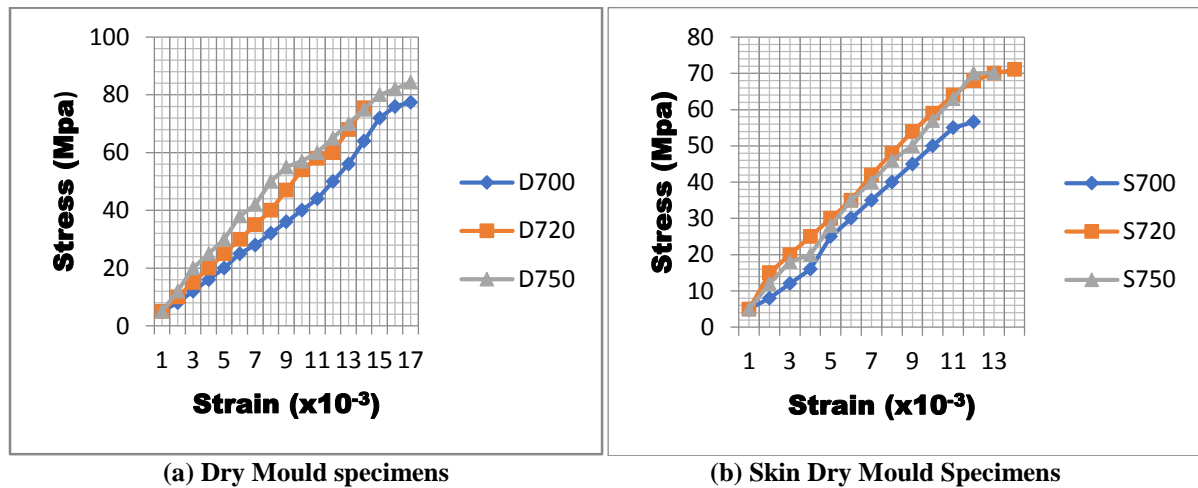 100
80
60
40
20
0
Stress (Mpa)
1 3 5 7 9 11 13 15 17
Strain (x10-3)
D700
D720
D750
(a) Dry Mould specimens
80
70
60
50
40
30
20
10
0
Stress (Mpa)
1 3 5 7 9 11 13
Strain (x10-3)
S700
S720
S750
(b) Skin Dry Mould Specimens